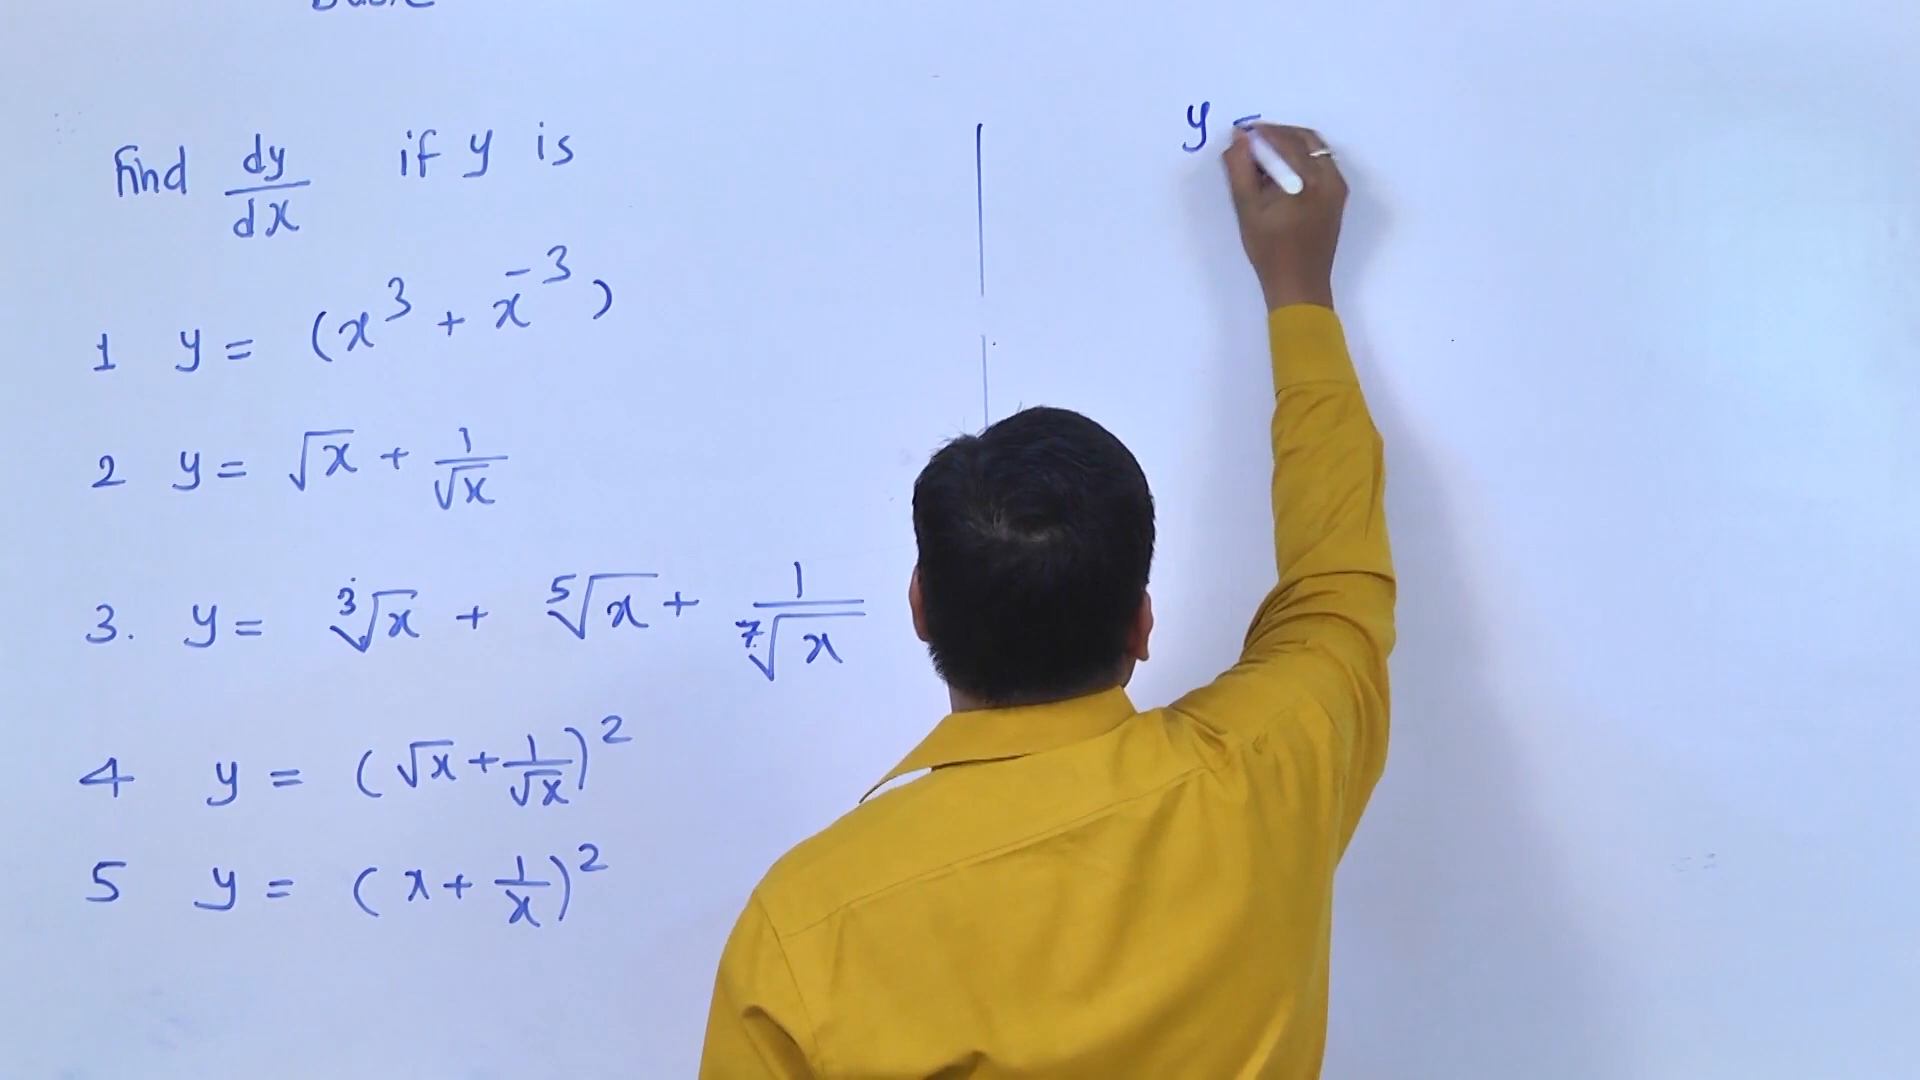 Find dy/dx if y is
1 y = (x³ + x⁻³)
2 y = √x + 1/√x
3. y = ³√x + ⁵√x + 1/⁷√x
4 y = (√x + 1/√x)²
5 y = (x + 1/x)²
y =